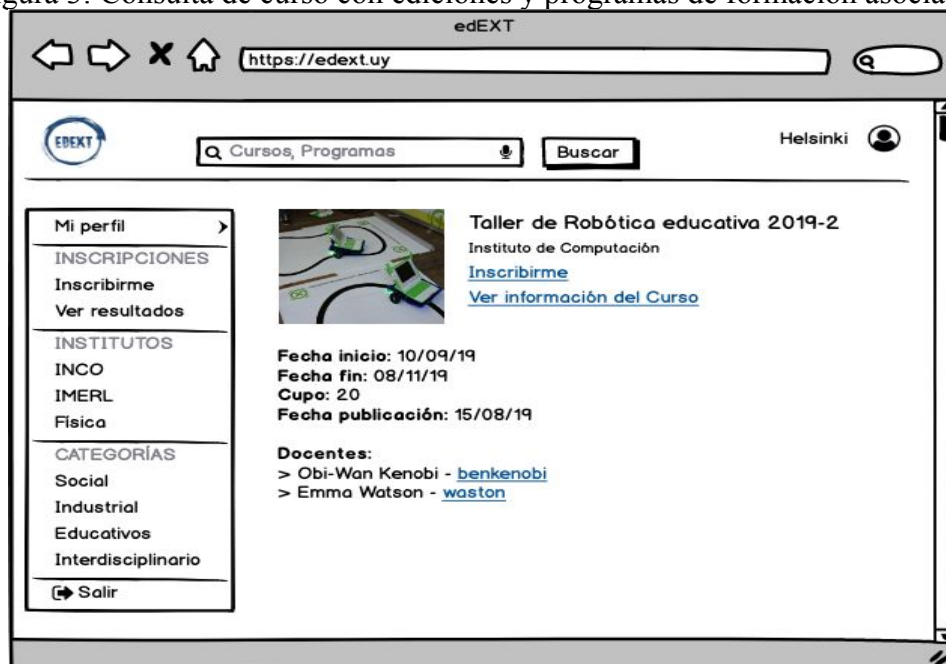 Figura 3: Consulta de curso con ediciones y programas de formación asocia
edEXT
https://edext.uy
EDEXT
Cursos, Programas
Buscar
Helsinki
Mi perfil
INSCRIPCIONES
Inscribirme
Ver resultados
INSTITUTOS
INCO
IMERL
Física
CATEGORÍAS
Social
Industrial
Educativos
Interdisciplinario
Salir
Taller de Robótica educativa 2019-2
Instituto de Computación
Inscribirme
Ver información del Curso
Fecha inicio: 10/09/19
Fecha fin: 08/11/19
Cupo: 20
Fecha publicación: 15/08/19
Docentes:
> Obi-Wan Kenobi - benkenobi
> Emma Watson - waston